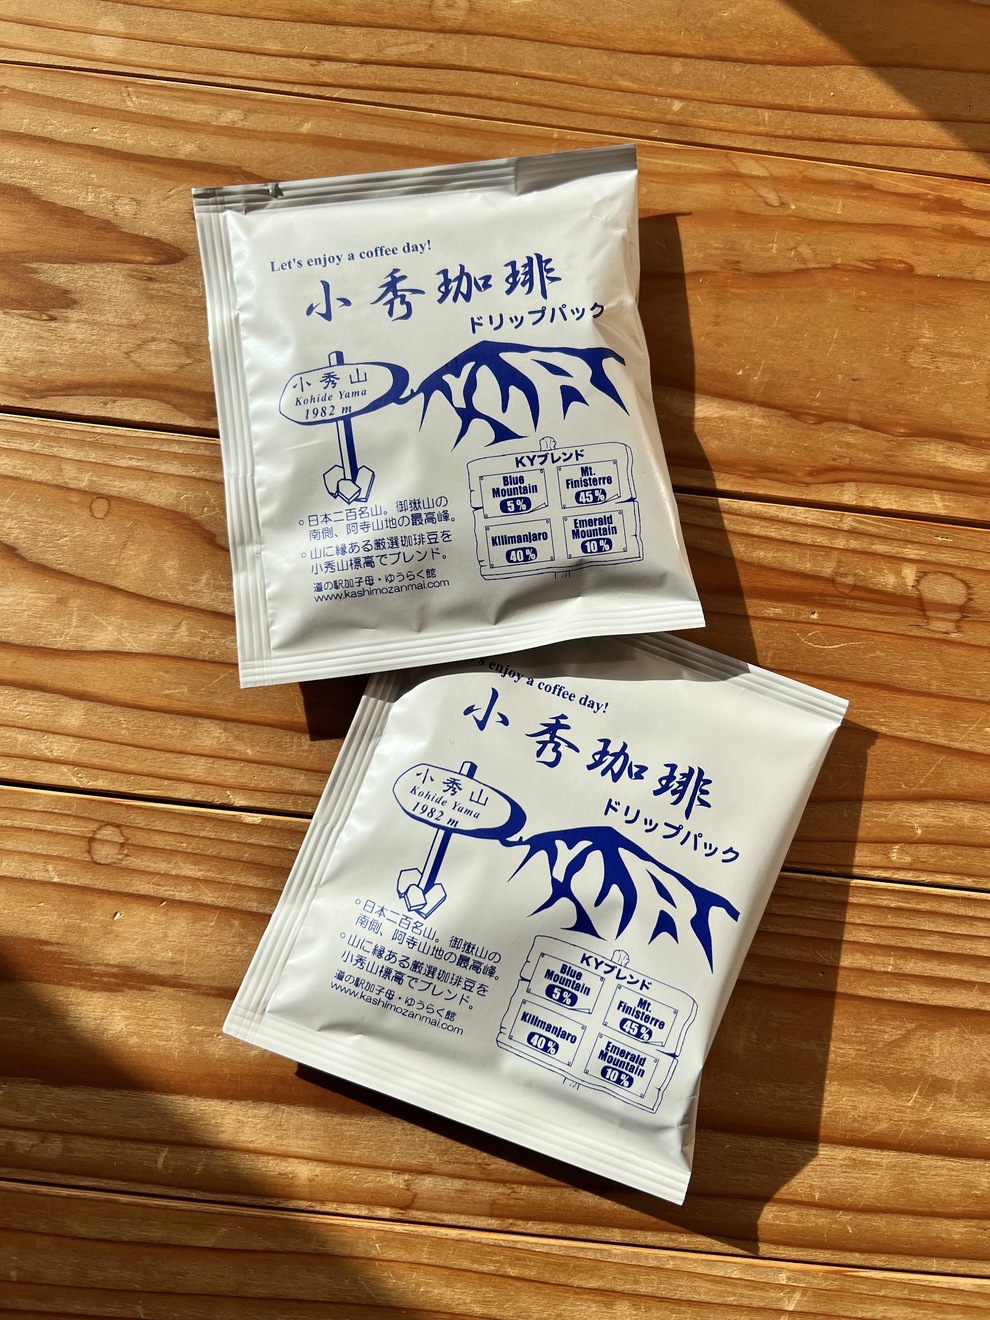 Let's enjoy a coffee day!
小秀珈琲
ドリップパック
小秀山
Kohide Yama
1982 m
KYブレンド
Blue
Mountain
5%
Mt.
Finisterre
45%
Kilimanjaro
40%
Emerald
Mountain
10%
○日本二百名山。御嶽山の
南側、阿寺山地の最高峰。
○山に縁ある厳選珈琲豆を
小秀山標高でブレンド。
道の駅加子母・ゆうらく館
www.kashimozanmai.com
enjoy a coffee day!
小秀珈琲
ドリップパック
小秀山
Kohide Yama
1982 m
KYブレンド
Blue
Mountain
5%
Mt.
Finisterre
45%
Kilimanjaro
40%
Emerald
Mountain
10%
○日本二百名山。御嶽山の
南側、阿寺山地の最高峰。
○山に縁ある厳選珈琲豆を
小秀山標高でブレンド。
道の駅加子母・ゆうらく館
www.kashimozanmai.com